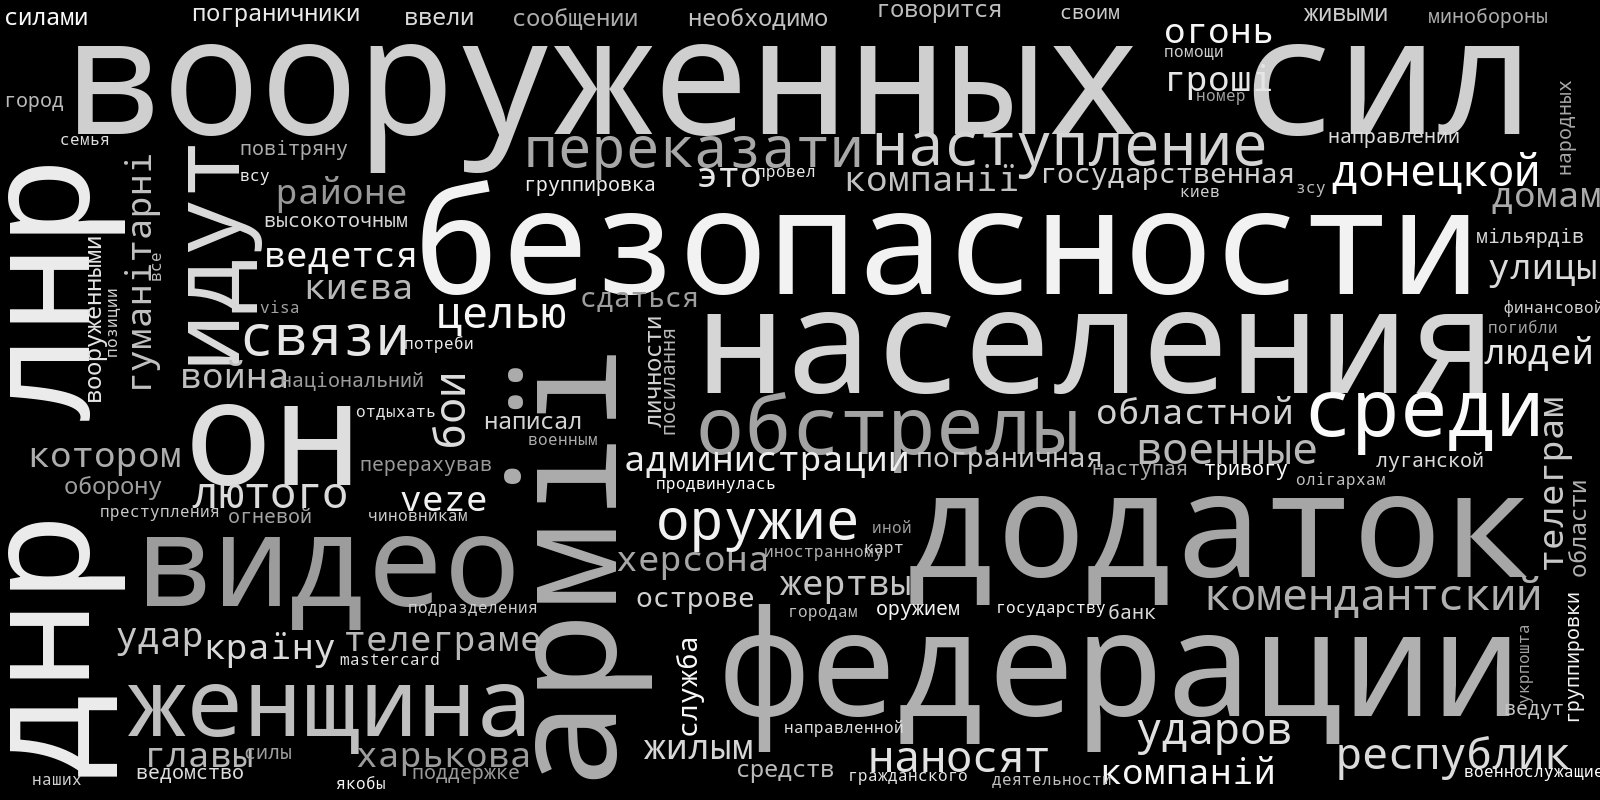 силами пограничники ввели сообщении необходимо говорится своим живыми минобороны
вооруженных сил
огонь
помощи
гроші
номер
город
народных
семья
повітряну
переказати наступление
направлении
всу
районе
группировка
это
провел
компанії
государственная
киев
зсу
донецкой
домам
высокоточным
безопасности
лнр
вооруженными
позиции
гуманітарні
все
идут
ведется
києва
visa
связи
целью
сдаться
мільярдів
улицы
финансовой
погибли
людей
потреби
война
національний
населения
личности
посилання
он
отдыхать
бои
написал
военным
армії
обстрелы
областной
среди
военные
котором
перерахував
администрации
пограничная
наступая
тривогу
луганской
олігархам
телеграм
области
оборону
лютого
veze
продвинулась
преступления
огневой
чиновникам
оружие
иной
карт
иностранному
додаток
днр
видео
херсона
жертвы
комендантский
острове
подразделения
городам
оружием
государству
банк
удар
країну
телеграме
mastercard
служба
федерации
укрпошта
группировки
ведут
женщина
направленной
ударов
главы
силы
харькова
жилым
наносят
республик
наших
ведомство
якобы
поддержке
средств
гражданского
деятельности
компаній
военнослужащие